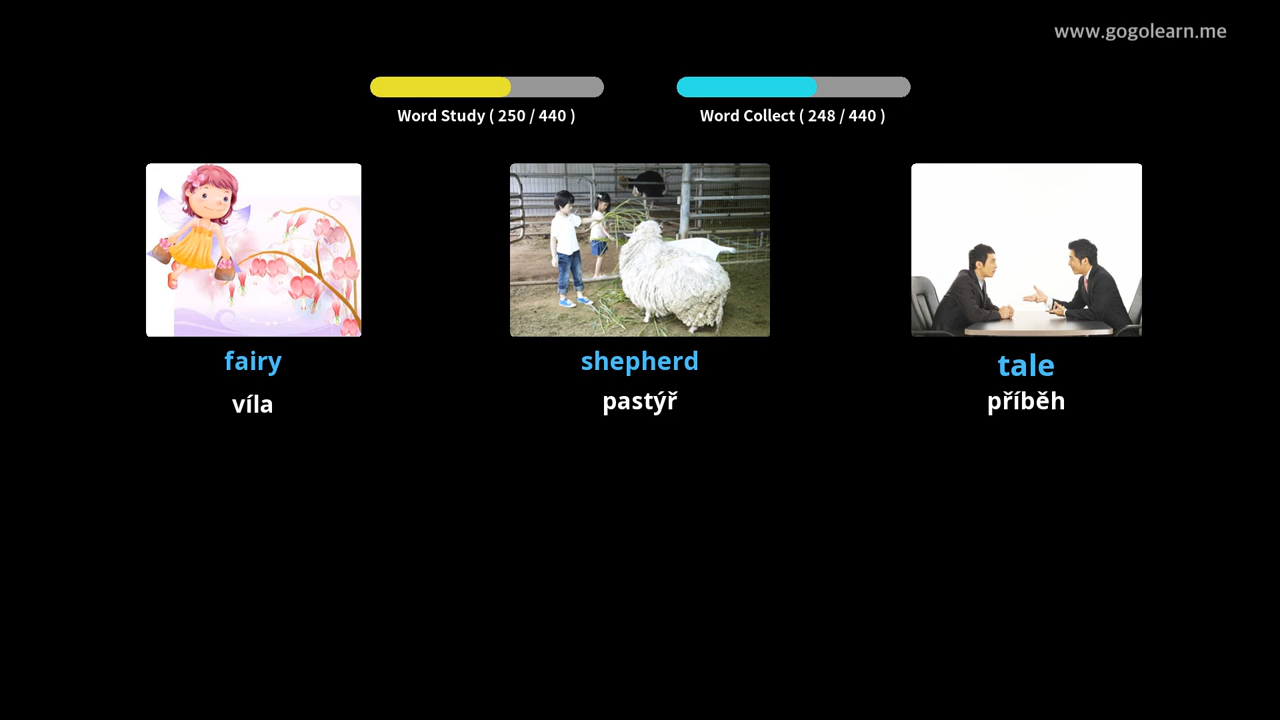 www.gogolearn.me
Word Study ( 250 / 440 )
Word Collect ( 248 / 440 )
fairy
víla
shepherd
pastýř
tale
příběh